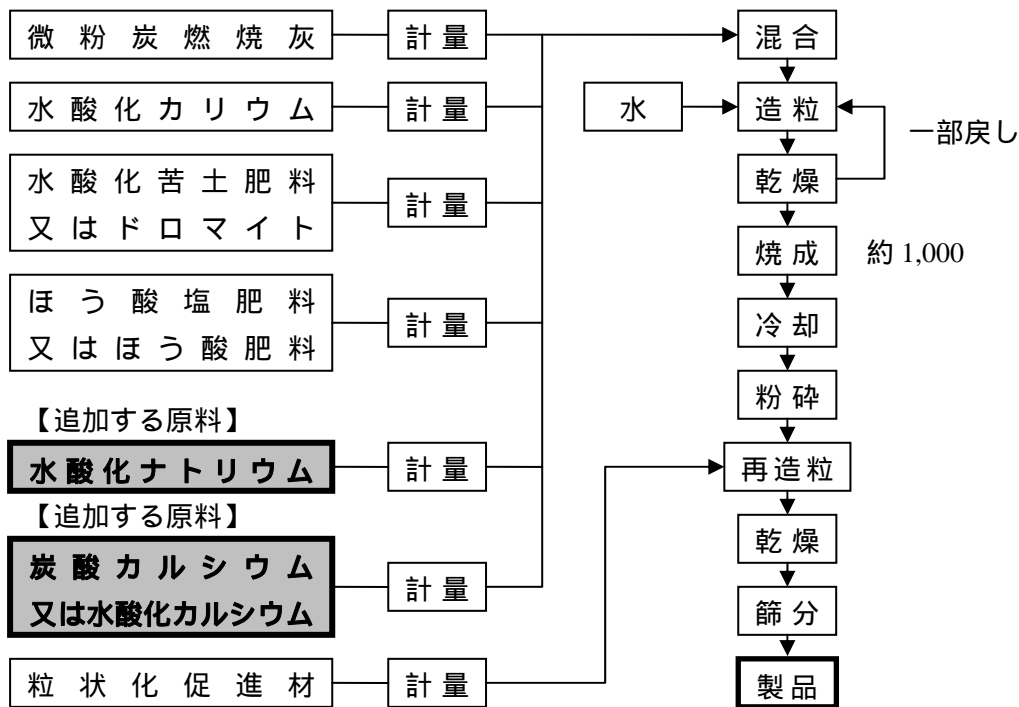 微粉炭燃焼灰
計量
混合
水酸化カリウム
計量
水
造粒
一部戻し
水酸化苦土肥料
又はドロマイト
計量
乾燥
焼成
約 1,000
ほう酸塩肥料
又はほう酸肥料
計量
冷却
粉砕
【追加する原料】
水酸化ナトリウム
計量
再造粒
【追加する原料】
炭酸カルシウム
又は水酸化カルシウム
計量
乾燥
篩分
粒状化促進材
計量
製品